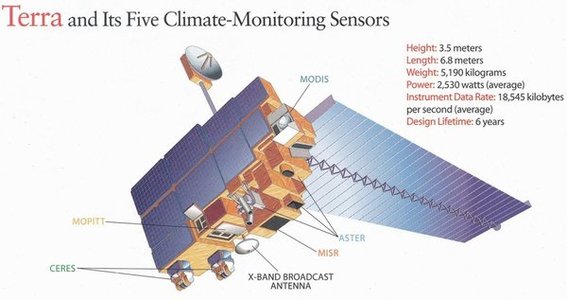 Terra and Its Five Climate-Monitoring Sensors
Height: 3.5 meters
Length: 6.8 meters
Weight: 5,190 kilograms
Power: 2,530 watts (average)
Instrument Data Rate: 18,545 kilobytes
per second (average)
Design Lifetime: 6 years
MODIS
MOPITT
ASTER
MISR
CERES
X-BAND BROADCAST
ANTENNA